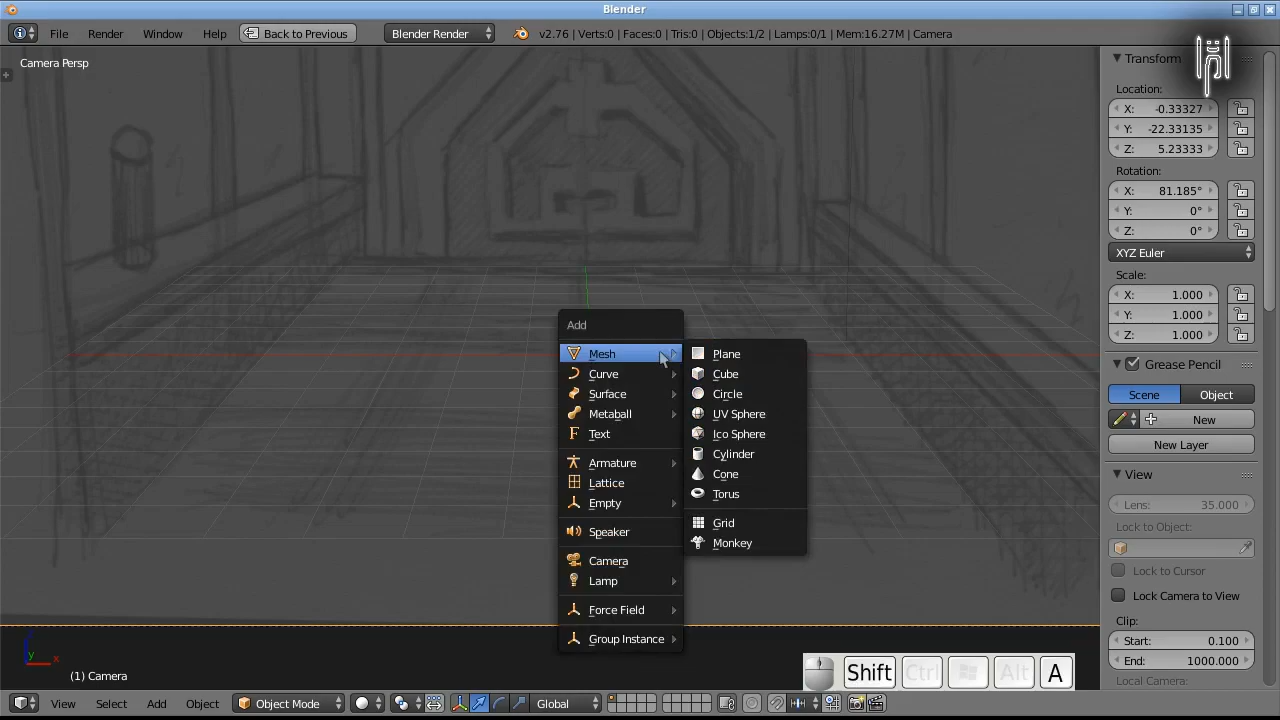 Blender
File Render Window Help Back to Previous Blender Render v2.76 | Verts:0 | Faces:0 | Tris:0 | Objects:1/2 | Lamps:0/1 | Mem:16.27M | Camera
Camera Persp
Transform
Location:
X: -0.33327
Y: -22.33135
Z: 5.23333
Rotation:
X: 81.185°
Y: 0°
Z: 0°
XYZ Euler
Scale:
X: 1.000
Y: 1.000
Z: 1.000
Grease Pencil
Scene Object
New
New Layer
View
Lens: 35.000
Lock to Object:
Lock to Cursor
Lock Camera to View
Clip:
Start: 0.100
End: 1000.000
Local Camera:
Add
Mesh
Curve
Surface
Metaball
Text
Armature
Lattice
Empty
Speaker
Camera
Lamp
Force Field
Group Instance
Plane
Cube
Circle
UV Sphere
Ico Sphere
Cylinder
Cone
Torus
Grid
Monkey
y x
(1) Camera
Shift Ctrl Alt A
View Select Add Object Object Mode Global